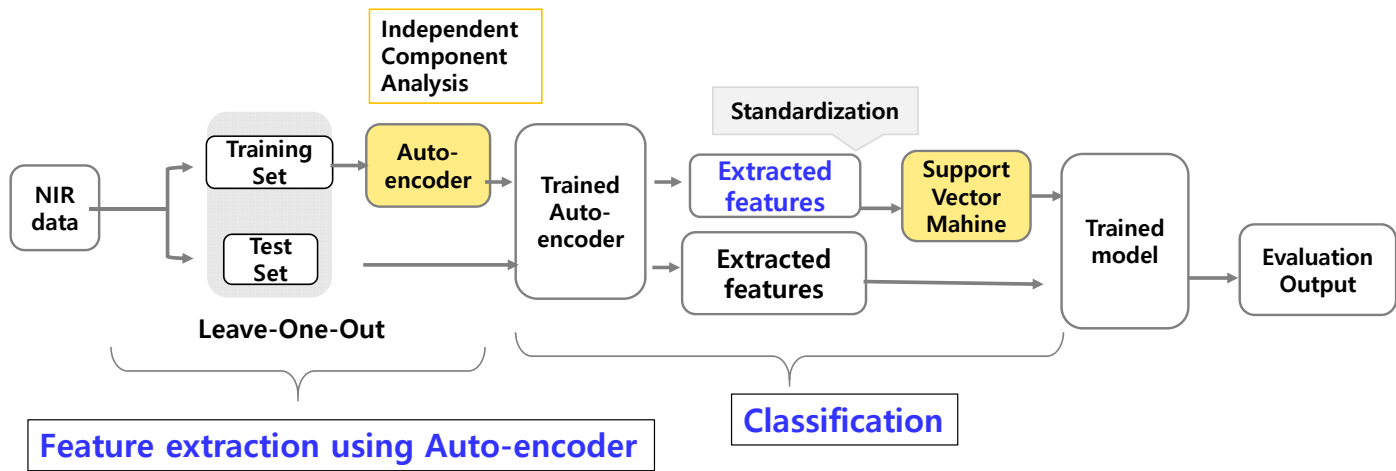 Independent
Component
Analysis
Standardization
NIR
data
Training
Set
Test
Set
Leave-One-Out
Auto-
encoder
Trained
Auto-
encoder
Extracted
features
Extracted
features
Support
Vector
Mahine
Trained
model
Evaluation
Output
Feature extraction using Auto-encoder
Classification